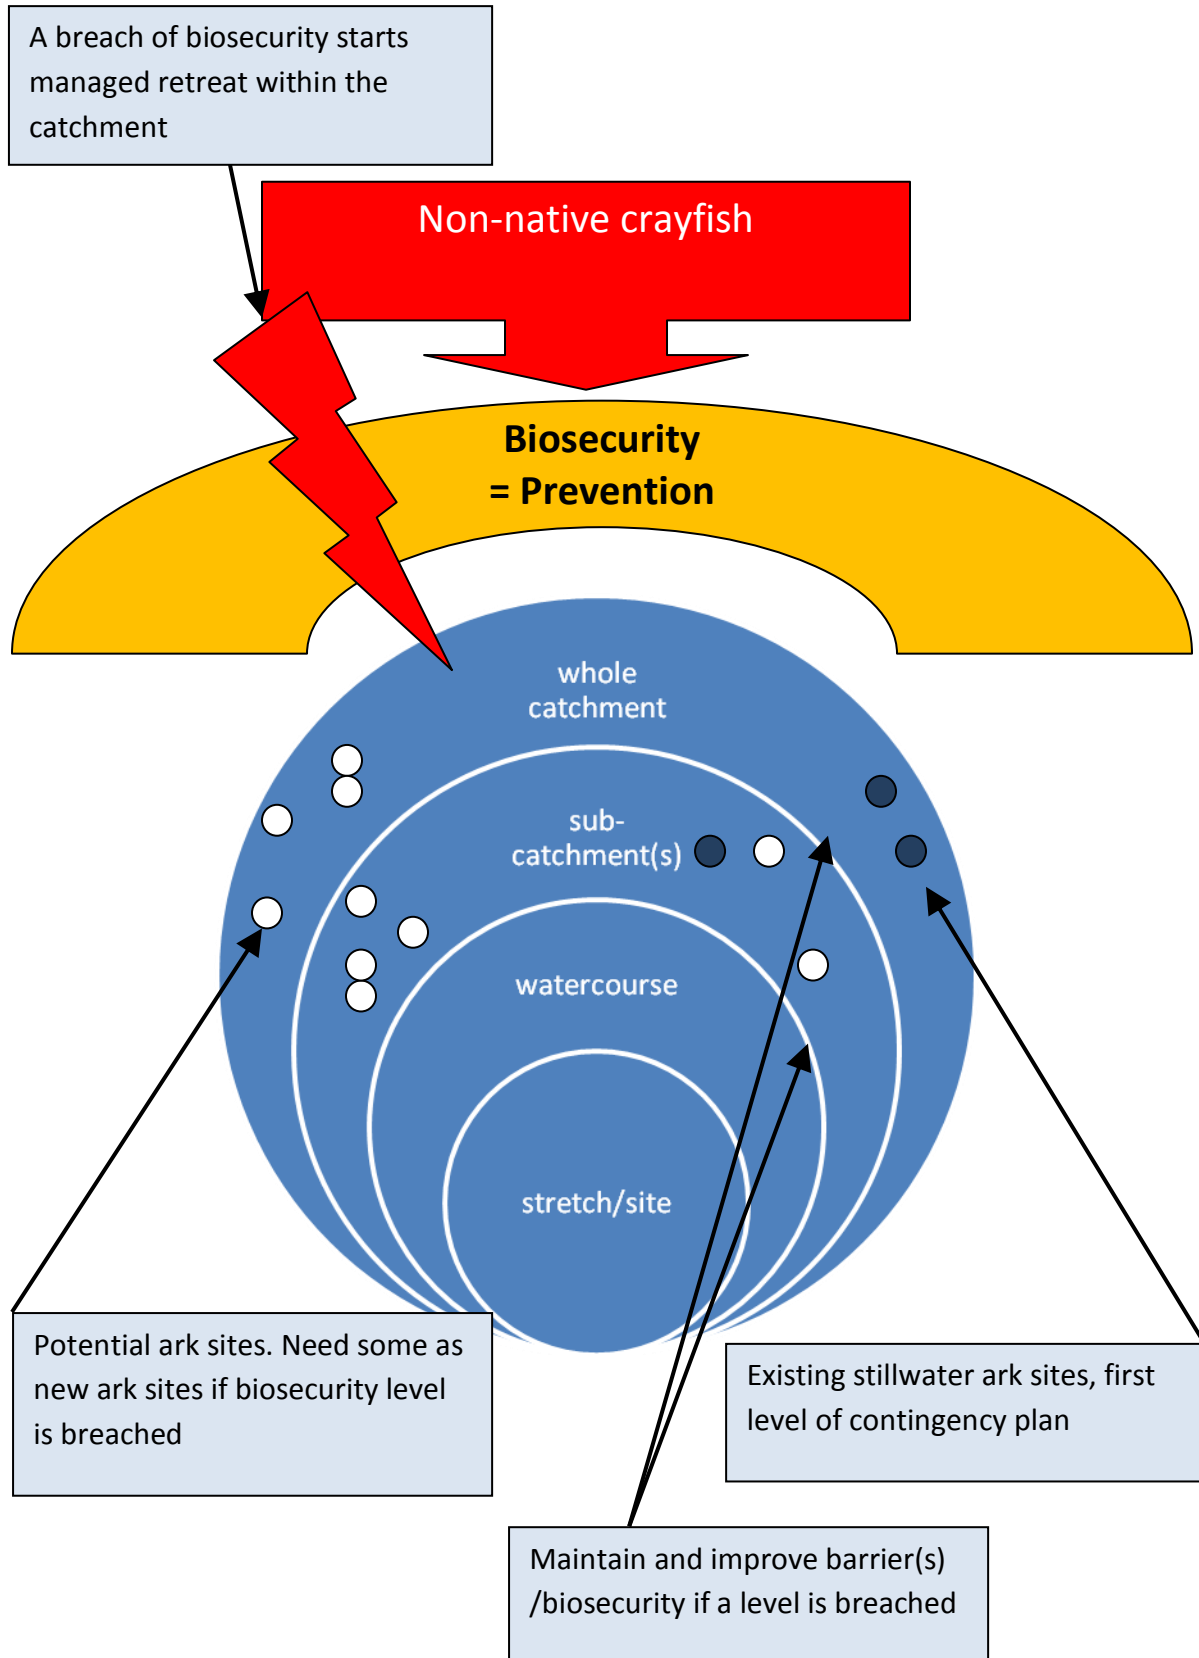 A breach of biosecurity starts
managed retreat within the
catchment
Non-native crayfish
Biosecurity
= Prevention
whole
catchment
sub-
catchment(s)
watercourse
stretch/site
Potential ark sites. Need some as
new ark sites if biosecurity level
is breached
Existing stillwater ark sites, first
level of contingency plan
Maintain and improve barrier(s)
/biosecurity if a level is breached